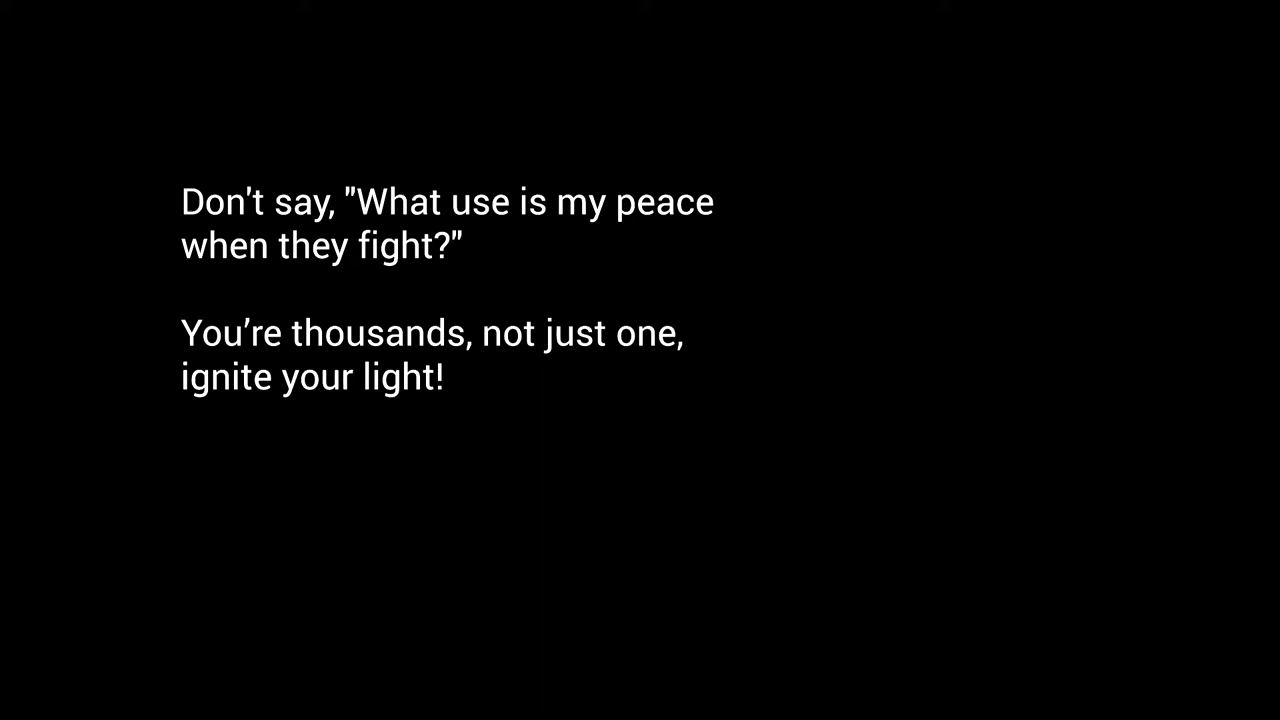 Don't say, "What use is my peace
when they fight?"
You’re thousands, not just one,
ignite your light!